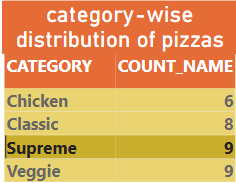 category-wise
distribution of pizzas
CATEGORY COUNT_NAME
Chicken 6
Classic 8
Supreme 9
Veggie 9